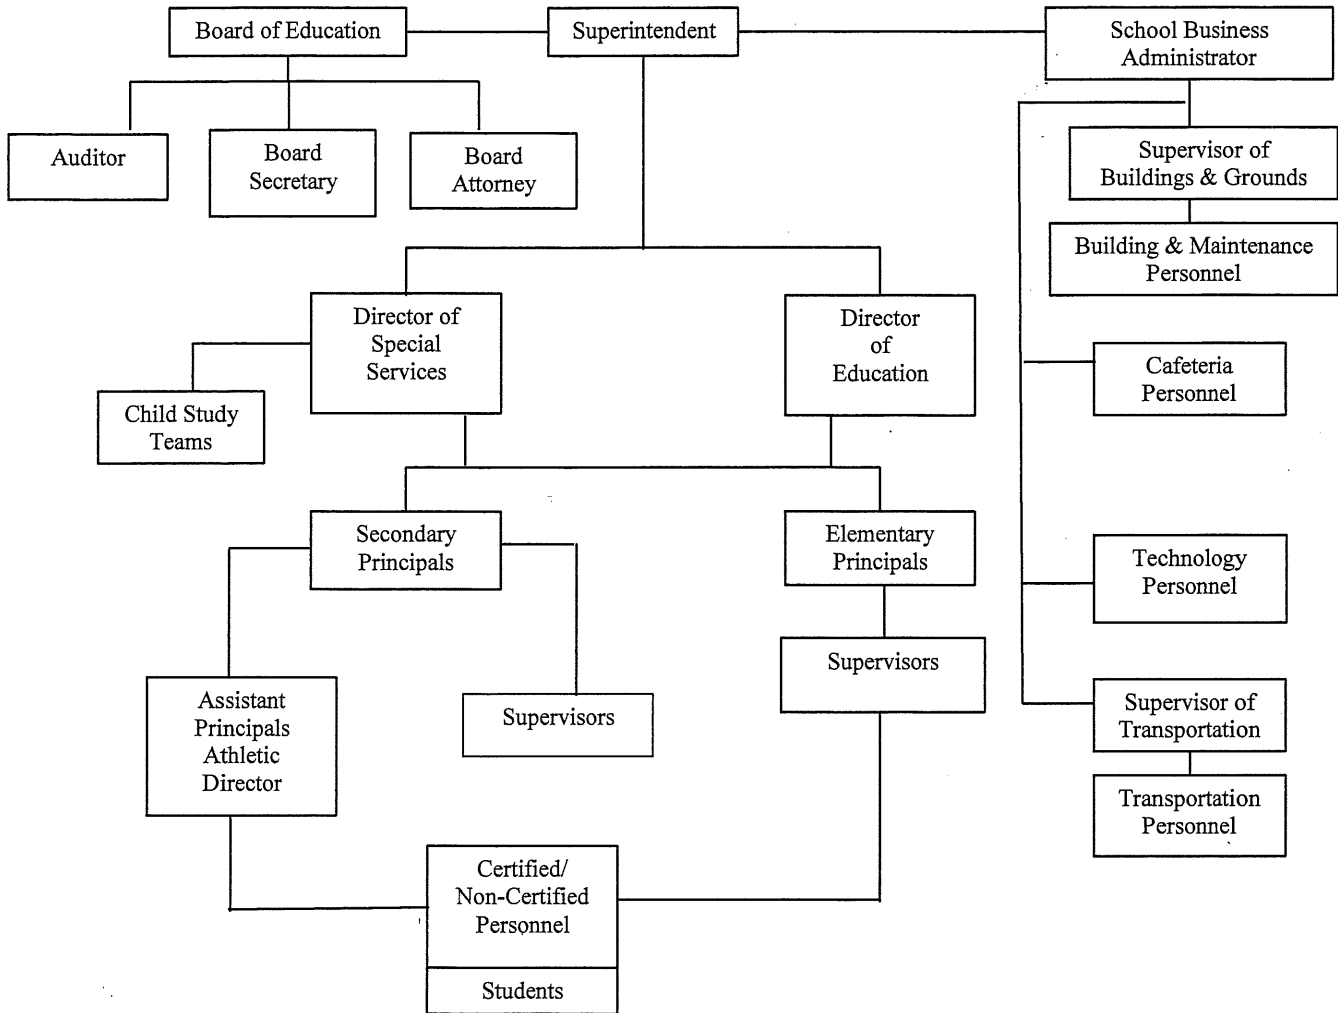 Board of Education
Superintendent
School Business
Administrator
Auditor
Board
Secretary
Board
Attorney
Supervisor of
Buildings & Grounds
Building & Maintenance
Personnel
Director of
Special
Services
Director
of
Education
Child Study
Teams
Cafeteria
Personnel
Secondary
Principals
Elementary
Principals
Technology
Personnel
Assistant
Principals
Athletic
Director
Supervisors
Supervisors
Supervisor of
Transportation
Transportation
Personnel
Certified/
Non-Certified
Personnel
Students